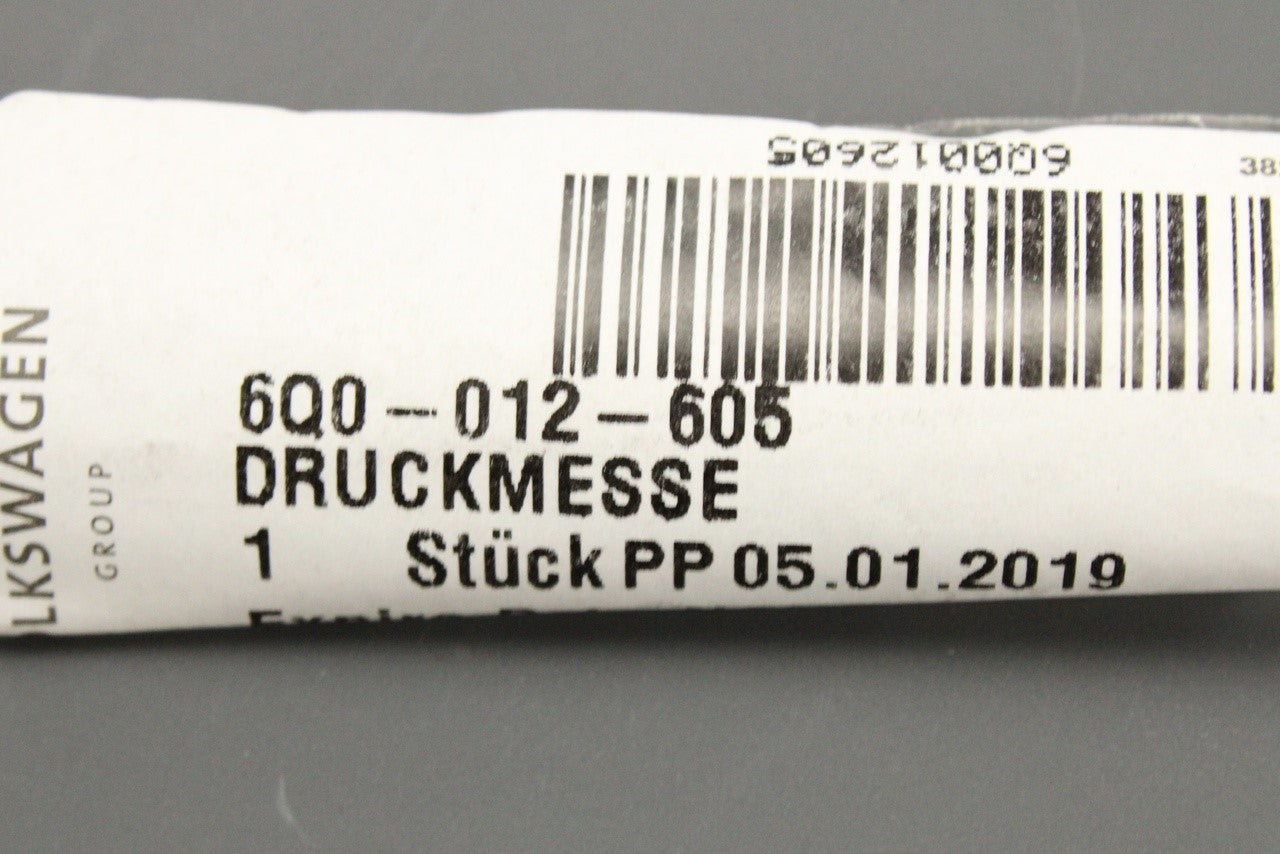 6Q0012605
38
6Q0-012-605
DRUCKMESSE
1 Stück PP 05.01.2019
LKSWAGEN
GROUP